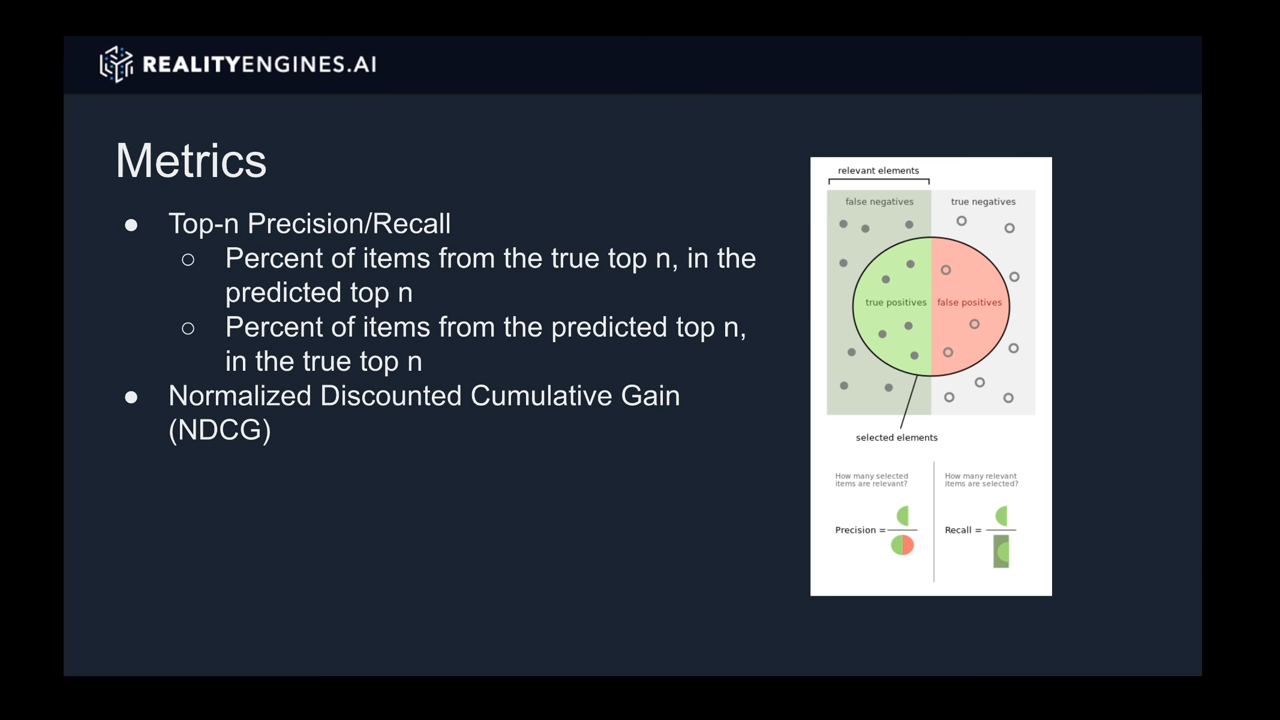 REALITYENGINES.AI
Metrics
● Top-n Precision/Recall
○ Percent of items from the true top n, in the
predicted top n
○ Percent of items from the predicted top n,
in the true top n
● Normalized Discounted Cumulative Gain
(NDCG)
relevant elements
false negatives true negatives
true positives false positives
selected elements
How many selected
items are relevant?
How many relevant
items are selected?
Precision =
Recall =